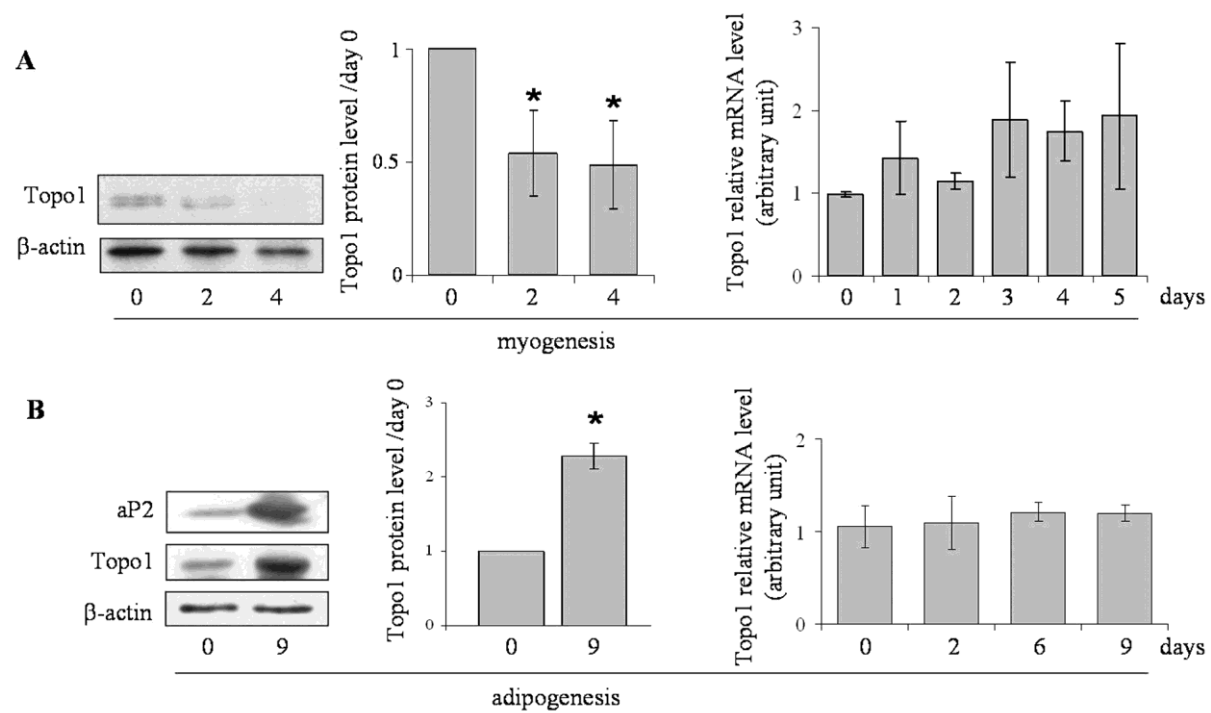 A
Topo1
β-actin
0 2 4
Topo1 protein level /day 0
1
0.5
0
* *
0 2 4
Topo1 relative mRNA level
(arbitrary unit)
3
2
1
0
0 1 2 3 4 5 days
myogenesis
B
aP2
Topo1
β-actin
0 9
Topo1 protein level /day 0
3
2
1
0
*
0 9
Topo1 relative mRNA level
(arbitrary unit)
2
1
0
0 2 6 9 days
adipogenesis